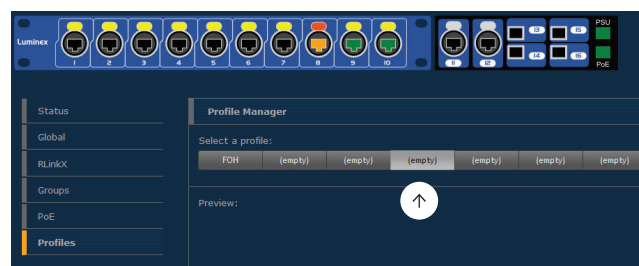 Luminex
1 2 3 4 5 6 7 8 9 10 11 12 13 15 PSU
14 16 PoE
Status
Global
RLinkX
Groups
PoE
Profiles
Profile Manager
Select a profile:
FOH (empty) (empty) (empty) (empty) (empty) (empty)
Preview: